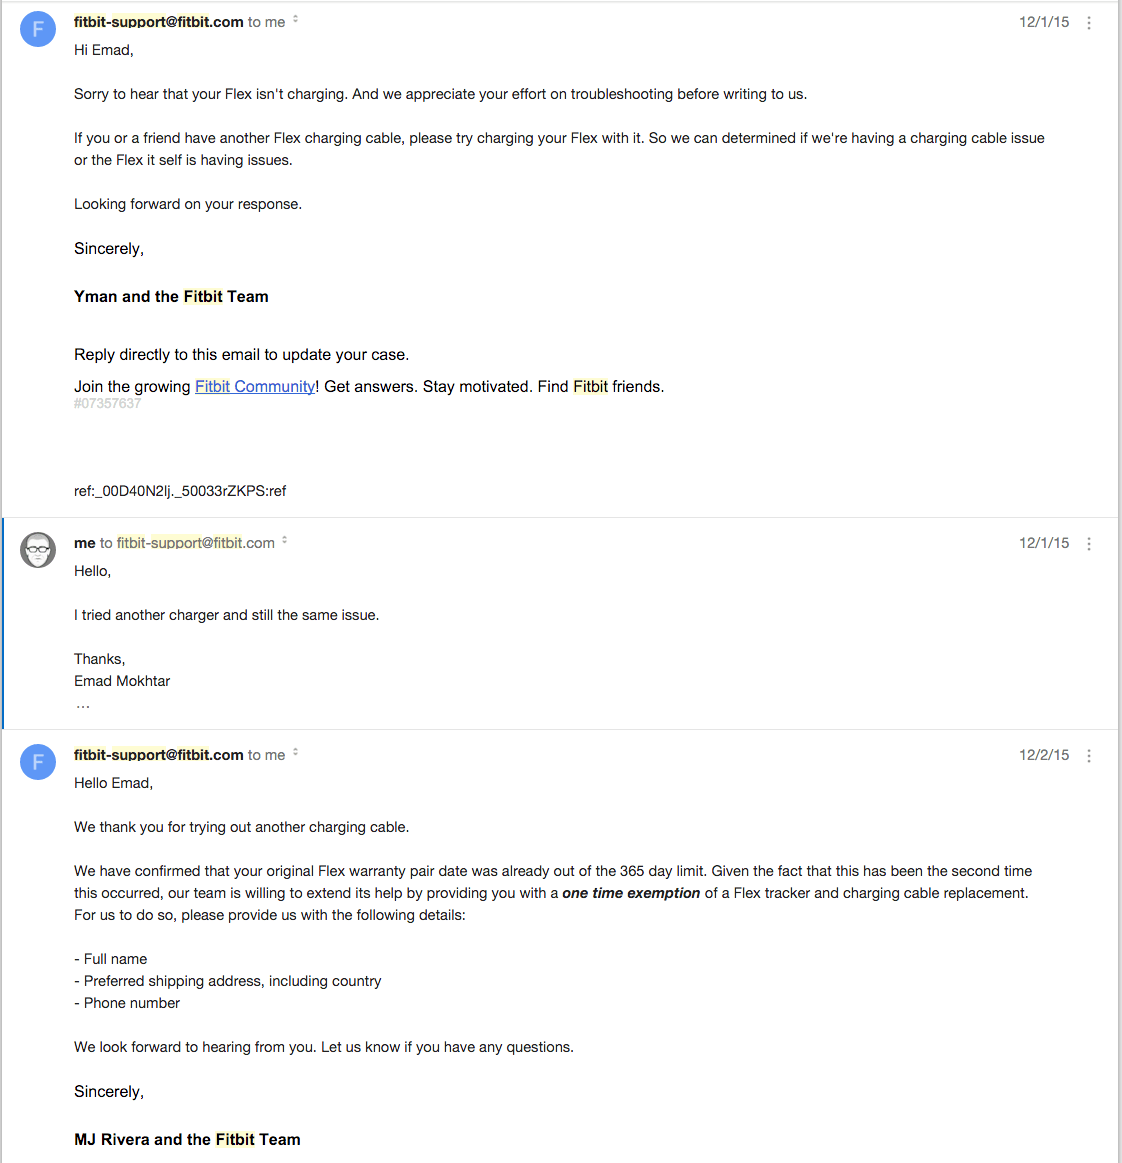 F
fitbit-support@fitbit.com to me
12/1/15
Hi Emad,
Sorry to hear that your Flex isn't charging. And we appreciate your effort on troubleshooting before writing to us.
If you or a friend have another Flex charging cable, please try charging your Flex with it. So we can determined if we're having a charging cable issue
or the Flex it self is having issues.
Looking forward on your response.
Sincerely,
Yman and the Fitbit Team
Reply directly to this email to update your case.
Join the growing Fitbit Community! Get answers. Stay motivated. Find Fitbit friends.
#07357637
ref:_00D40N2lj._50033rZKPS:ref
me to fitbit-support@fitbit.com
12/1/15
Hello,
I tried another charger and still the same issue.
Thanks,
Emad Mokhtar
...
F
fitbit-support@fitbit.com to me
12/2/15
Hello Emad,
We thank you for trying out another charging cable.
We have confirmed that your original Flex warranty pair date was already out of the 365 day limit. Given the fact that this has been the second time
this occurred, our team is willing to extend its help by providing you with a one time exemption of a Flex tracker and charging cable replacement.
For us to do so, please provide us with the following details:
- Full name
- Preferred shipping address, including country
- Phone number
We look forward to hearing from you. Let us know if you have any questions.
Sincerely,
MJ Rivera and the Fitbit Team